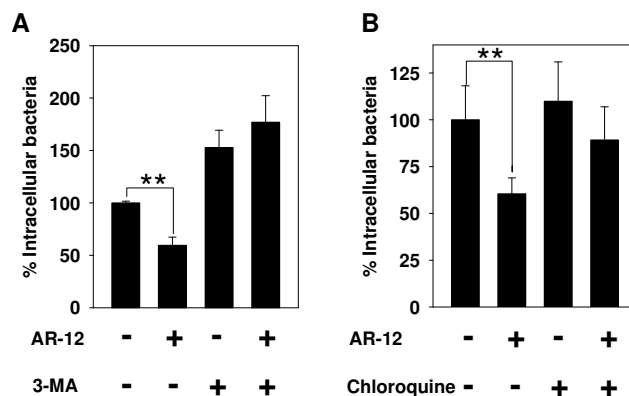 A
250
200
150
100
50
0
% Intracellular bacteria
**
AR-12 - + - +
3-MA - - + +
B
125
100
75
50
25
0
% Intracellular bacteria
**
AR-12 - + - +
Chloroquine - - + +